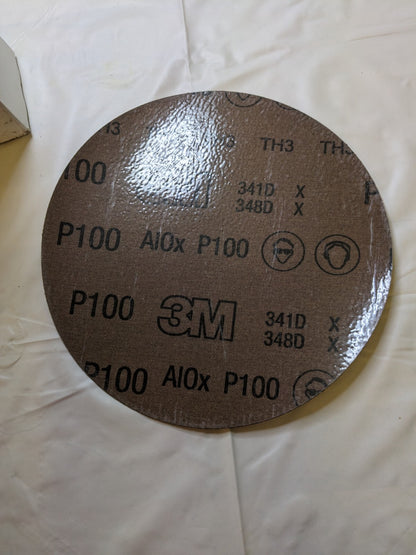 TH3
TH3
100
341D X
348D X
P100 AlOx P100
P100 3M 341D X
348D X
P100 AlOx P100